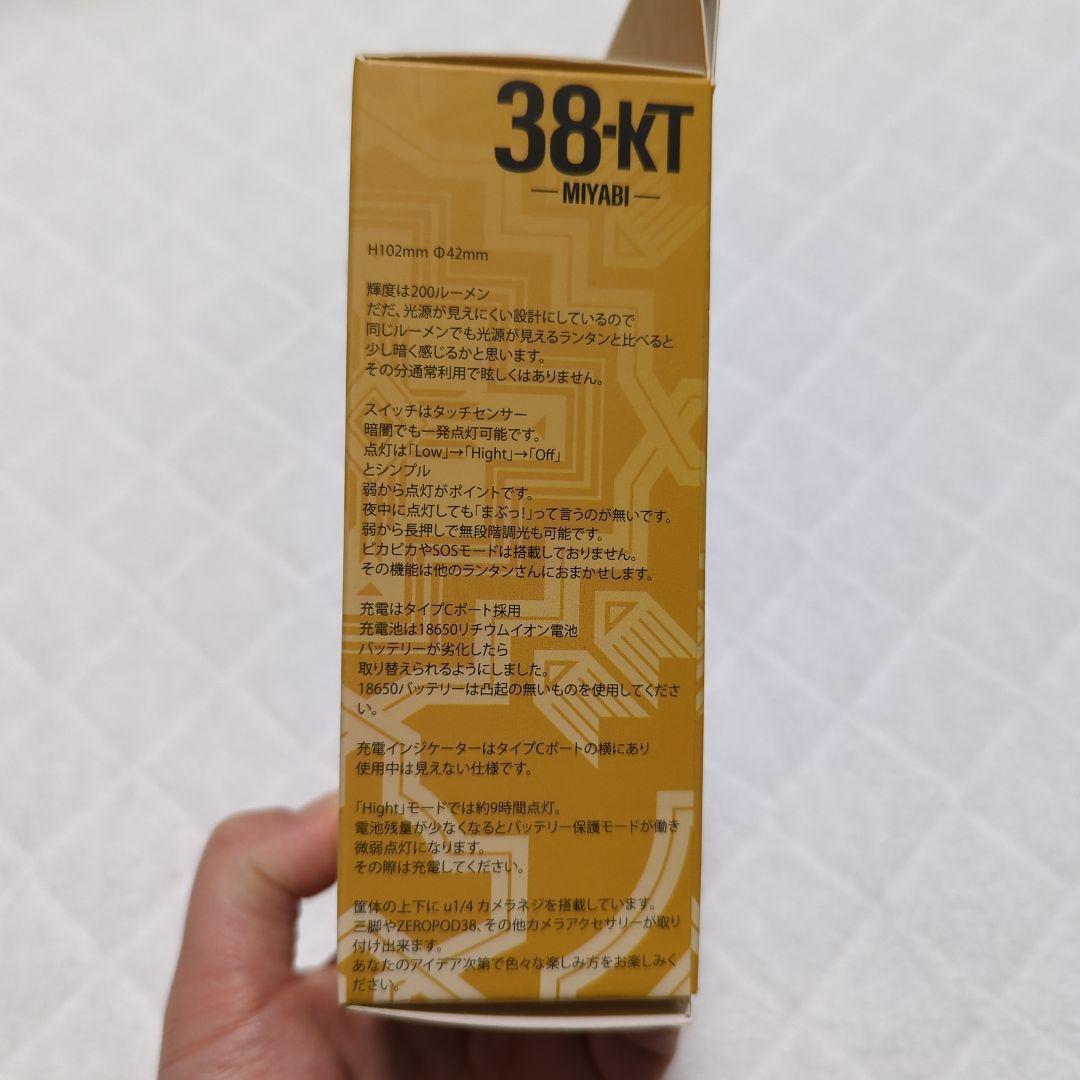 38-KT
MIYABI
H102mm Φ42mm
輝度は200ルーメン
だだ、光源が見えにくい設計にしているので
同じルーメンでも光源が見えるランタンと比べると
少し暗く感じるかと思います。
その分通常利用で眩しくはありません。
スイッチはタッチセンサー
暗闇でも一発点灯可能です。
点灯は「Low」→「Hight」→「Off」
とシンプル
弱から点灯がポイントです。
夜中に点灯しても「まぶっ!」って言うのが無いです。
弱から長押しで無段階調光も可能です。
ピカピカやSOSモードは搭載しておりません。
その機能は他のランタンさんにおまかせします。
充電はタイプCポート採用
充電池は18650リチウムイオン電池
バッテリーが劣化したら
取り替えられるようにしました。
18650バッテリーは凸起の無いものを使用してくださ
い。
充電インジケーターはタイプCポートの横にあり
使用中は見えない仕様です。
「Hight」モードでは約9時間点灯。
電池残量が少なくなるとバッテリー保護モードが働き
微弱点灯になります。
その際は充電してください。
筐体の上下に u1/4 カメラネジを搭載しています。
三脚やZEROPOD38、その他カメラアクセサリーが取り
付け出来ます。
あなたのアイデア次第で色々な楽しみ方をお楽しみく
ださい。